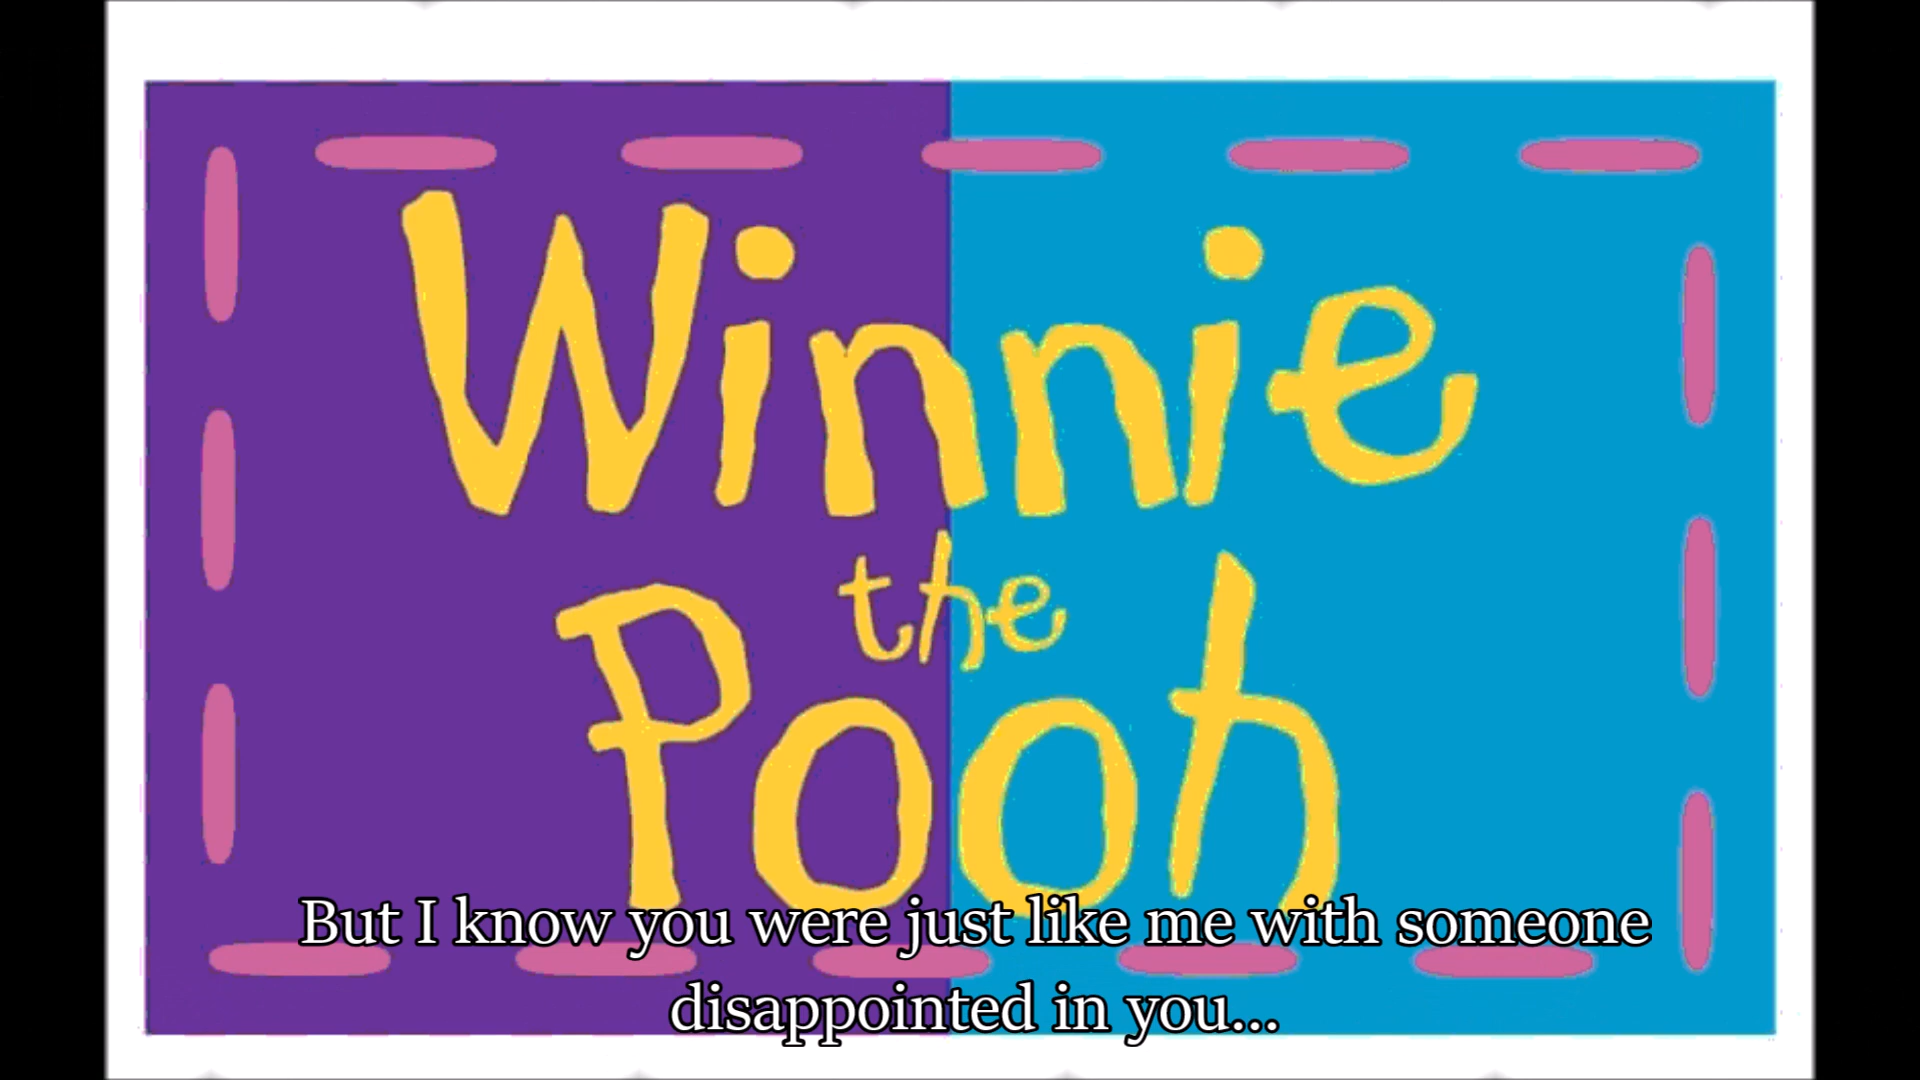 Winnie
the
Pooh
But I know you were just like me with someone
disappointed in you...